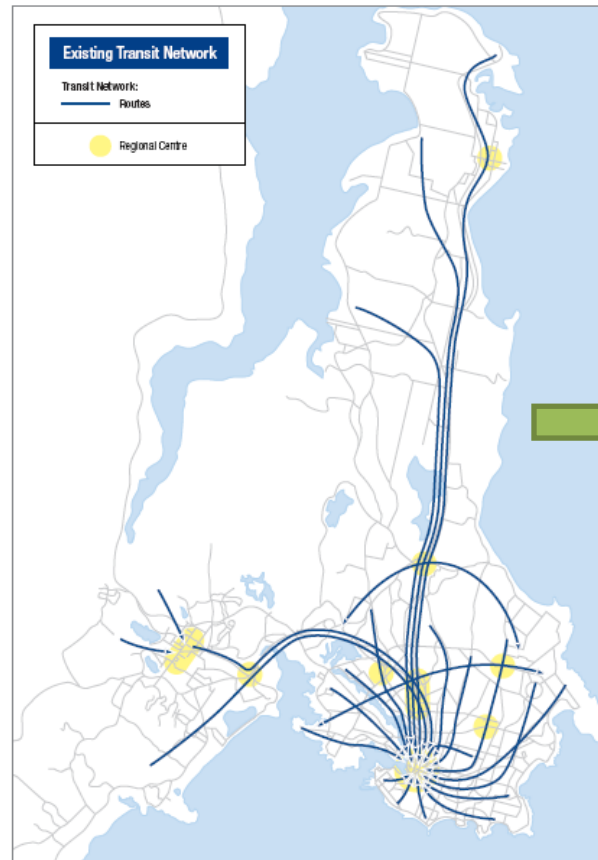 Existing Transit Network
Transit Network:
Routes
Regional Centre